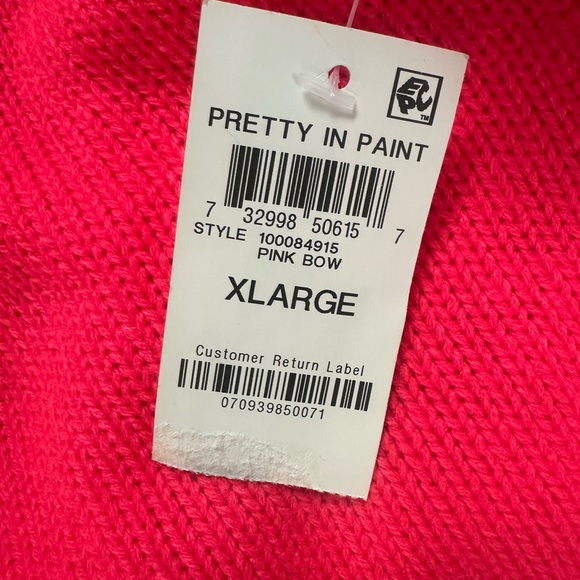 PRETTY IN PAINT
7 32998 50615 7
STYLE 100084915
PINK BOW
XLARGE
Customer Return Label
070939850071